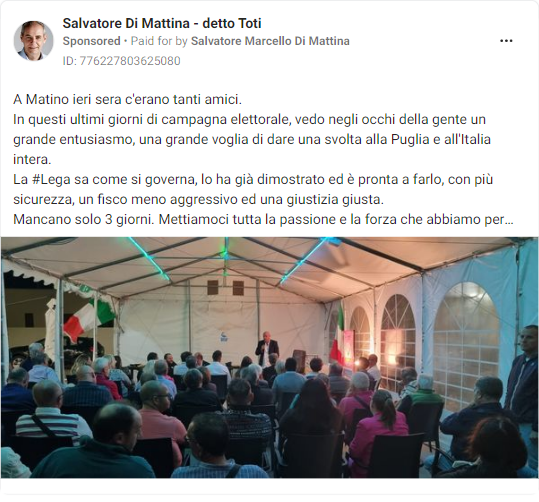 Salvatore Di Mattina - detto Toti
Sponsored • Paid for by Salvatore Marcello Di Mattina
ID: 776227803625080
A Matino ieri sera c'erano tanti amici.
In questi ultimi giorni di campagna elettorale, vedo negli occhi della gente un
grande entusiasmo, una grande voglia di dare una svolta alla Puglia e all'Italia
intera.
La #Lega sa come si governa, lo ha già dimostrato ed è pronta a farlo, con più
sicurezza, un fisco meno aggressivo ed una giustizia giusta.
Mancano solo 3 giorni. Mettiamoci tutta la passione e la forza che abbiamo per...